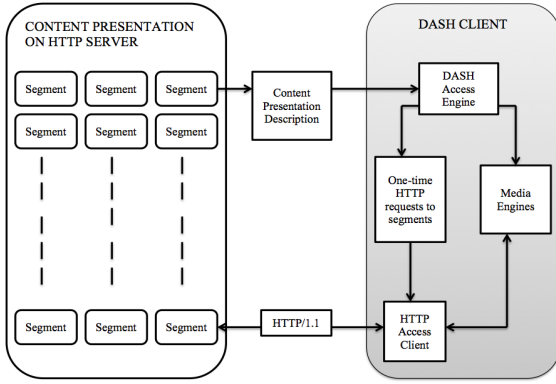 CONTENT PRESENTATION
ON HTTP SERVER
Segment Segment Segment
Segment Segment Segment
Segment Segment Segment
Content
Presentation
Description
HTTP/1.1
DASH CLIENT
DASH
Access
Engine
One-time
HTTP
requests to
segments
Media
Engines
HTTP
Access
Client